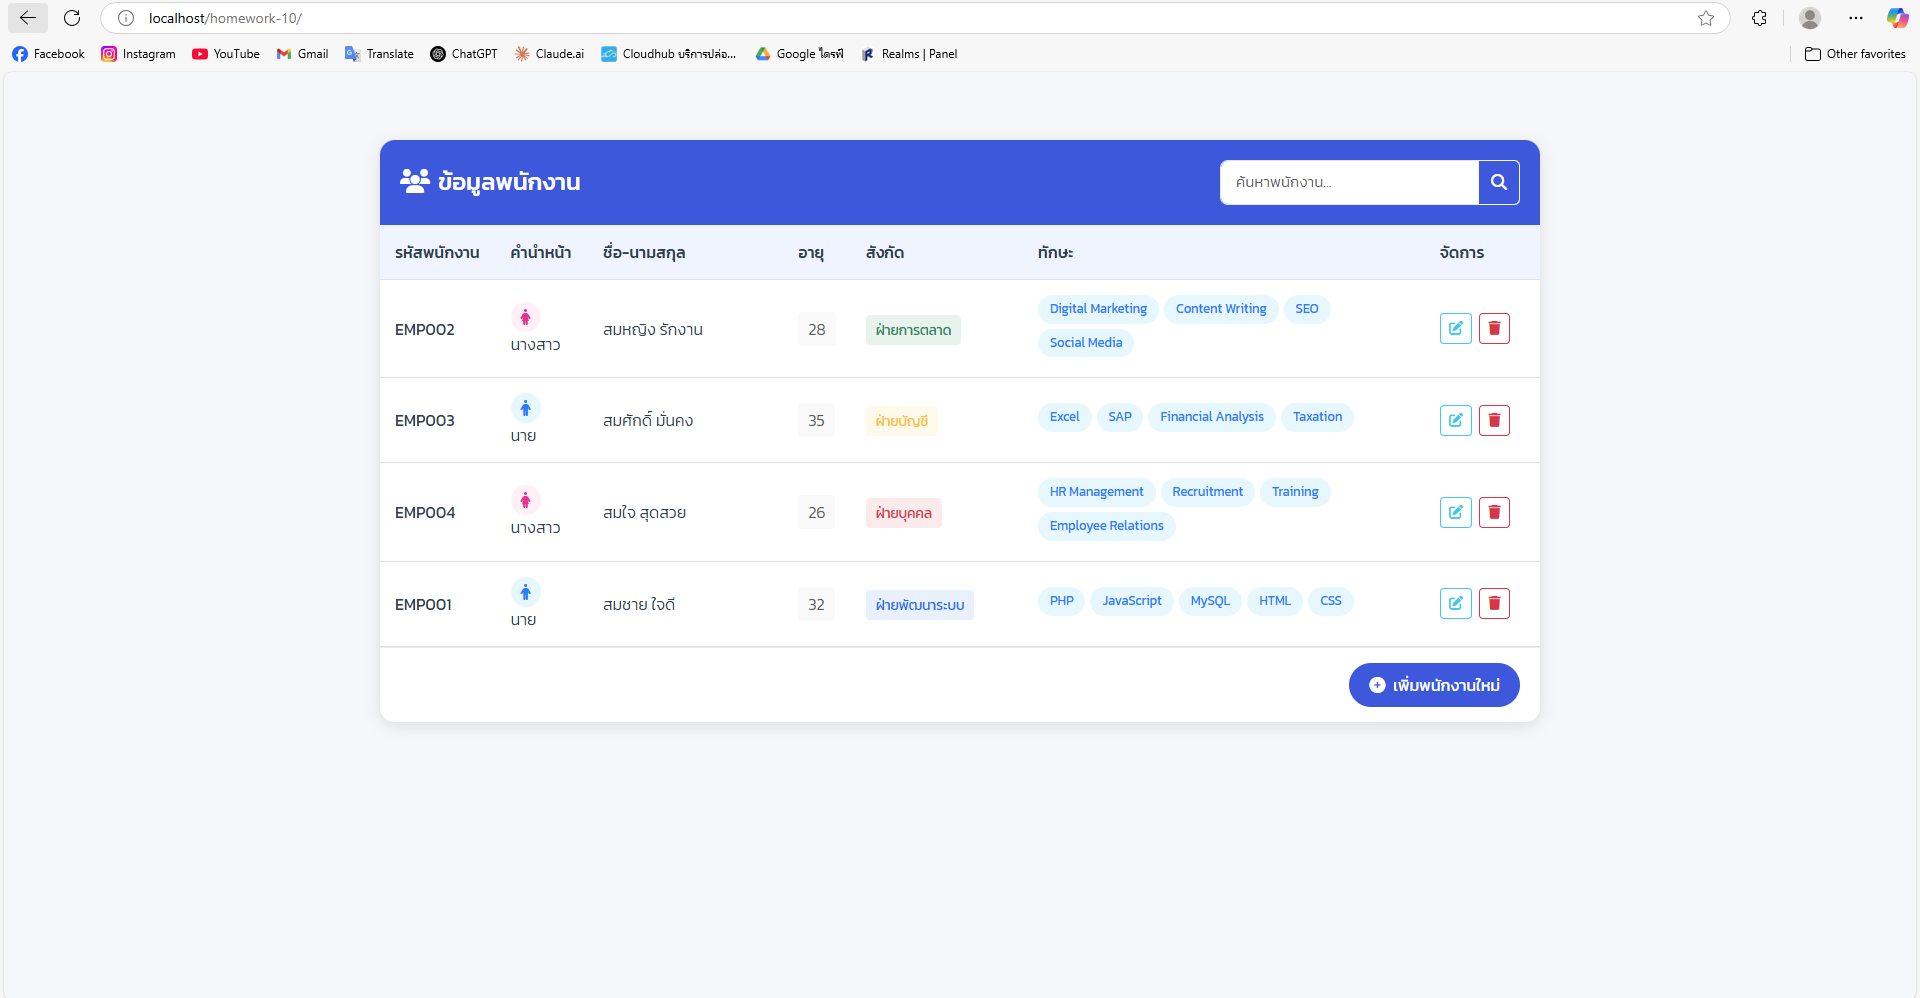 localhost/homework-10/
Facebook Instagram YouTube Gmail Translate ChatGPT Claude.ai Cloudhub บริการปล่อ... Google ไดรฟ์ Realms | Panel Other favorites
ข้อมูลพนักงาน ค้นหาพนักงาน...
รหัสพนักงาน คำนำหน้า ชื่อ-นามสกุล อายุ สังกัด ทักษะ จัดการ
EMP002 นางสาว สมหญิง รักงาน 28 ฝ่ายการตลาด Digital Marketing Content Writing SEO
Social Media
EMP003 นาย สมศักดิ์ มั่นคง 35 ฝ่ายบัญชี Excel SAP Financial Analysis Taxation
EMP004 นางสาว สมใจ สุดสวย 26 ฝ่ายบุคคล HR Management Recruitment Training
Employee Relations
EMP001 นาย สมชาย ใจดี 32 ฝ่ายพัฒนาระบบ PHP JavaScript MySQL HTML CSS
เพิ่มพนักงานใหม่